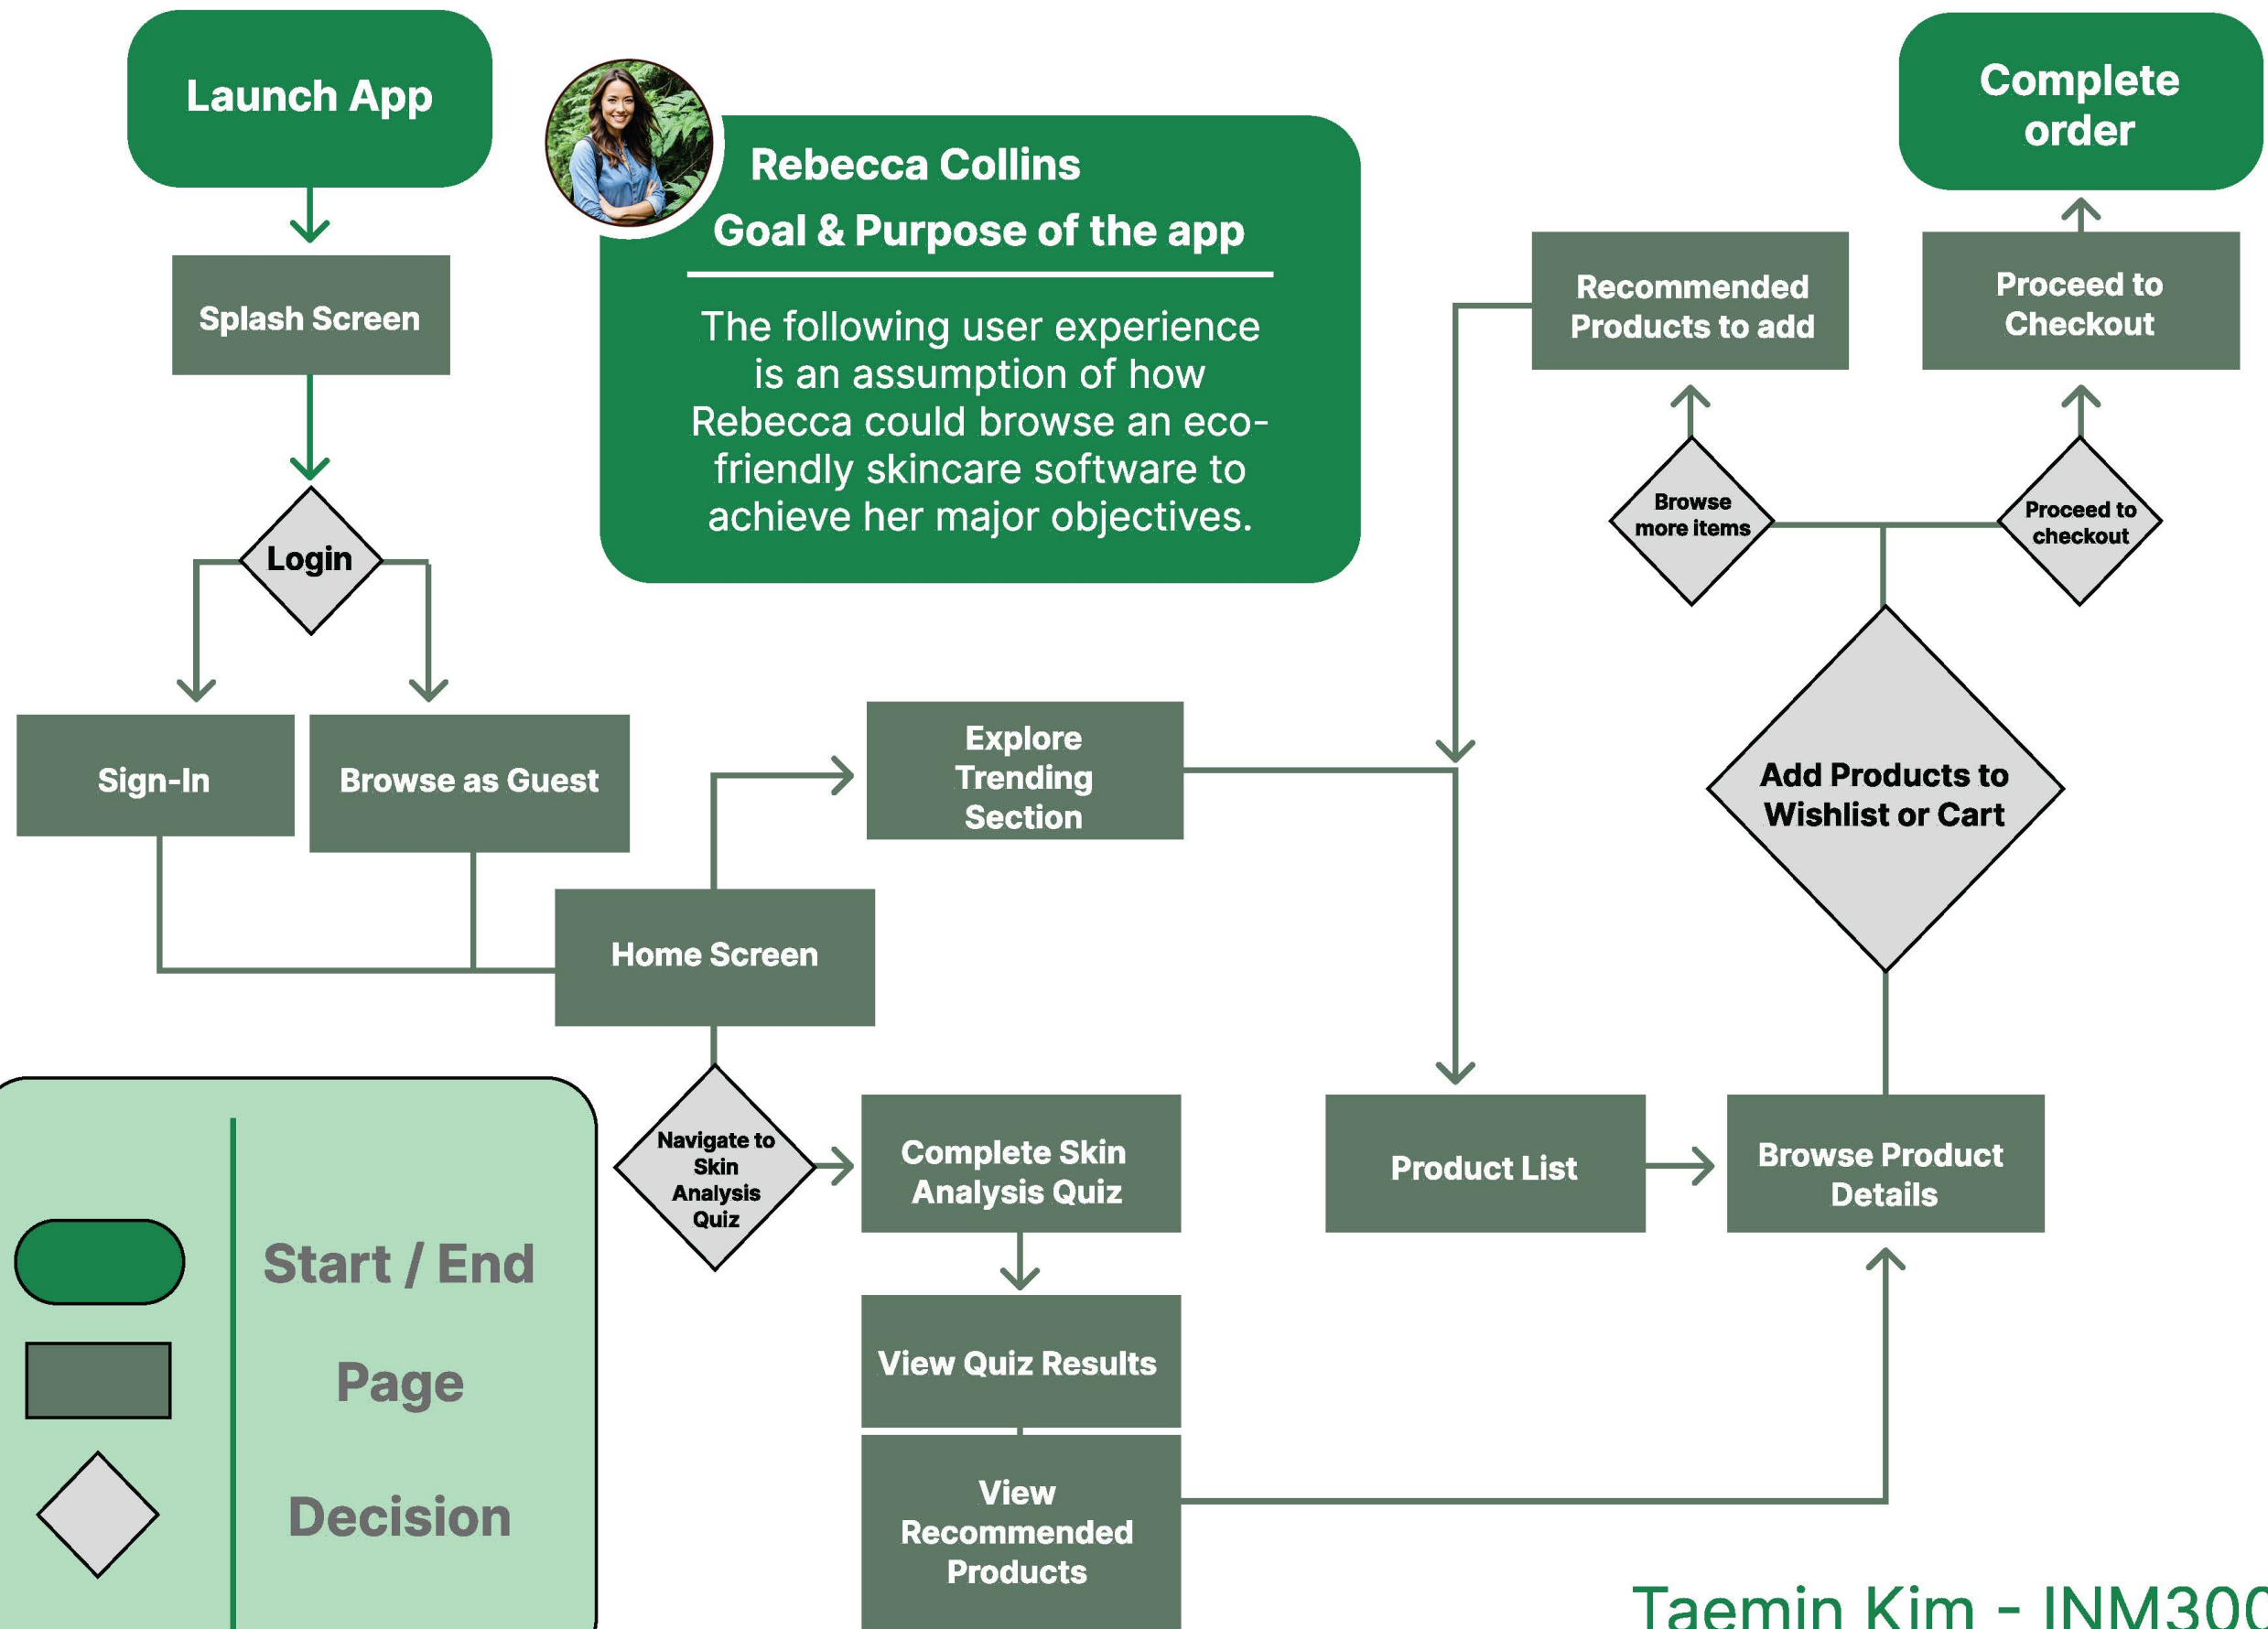 Launch App
Rebecca Collins
Goal & Purpose of the app
The following user experience
is an assumption of how
Rebecca could browse an eco-
friendly skincare software to
achieve her major objectives.
Complete
order
Splash Screen
Recommended
Products to add
Proceed to
Checkout
Login
Browse
more items
Proceed to
checkout
Sign-In
Browse as Guest
Explore
Trending
Section
Add Products to
Wishlist or Cart
Home Screen
Navigate to
Skin
Analysis
Quiz
Complete Skin
Analysis Quiz
Product List
Browse Product
Details
View Quiz Results
View
Recommended
Products
Start / End
Page
Decision
Taemin Kim - INM300